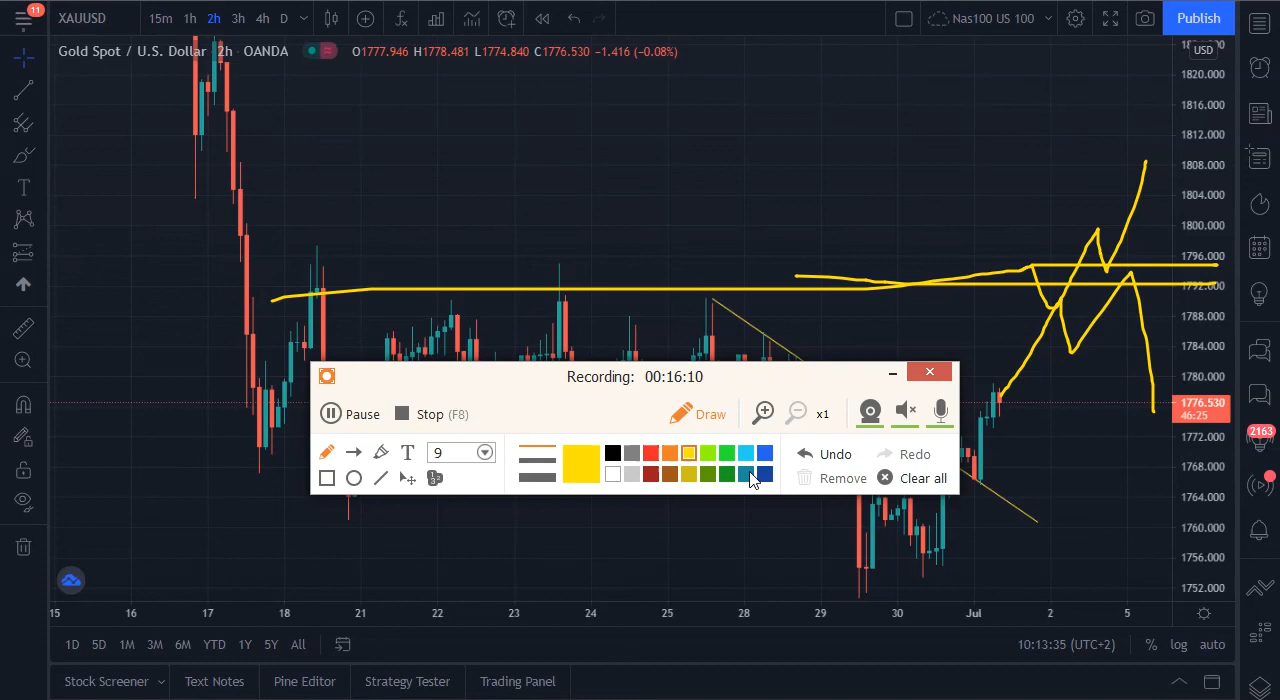 11
XAUUSD
15m 1h 2h 3h 4h D
Nas100 US 100
Publish
Gold Spot / U.S. Dollar 2h OANDA
O1777.946 H1778.481 L1774.840 C1776.530 −1.416 (−0.08%)
USD
1820.000
1816.000
1812.000
1808.000
1804.000
1800.000
1796.000
1792.000
1788.000
1784.000
1780.000
1776.530
46:25
1772.000
1768.000
1764.000
1760.000
1756.000
1752.000
2163
Recording: 00:16:10
Pause
Stop (F8)
Draw
x1
T
9
Undo
Redo
123
Remove
Clear all
15 16 17 18 21 22 23 24 25 28 29 30 Jul 2 5
1D 5D 1M 3M 6M YTD 1Y 5Y All
10:13:35 (UTC+2)
% log auto
Stock Screener
Text Notes
Pine Editor
Strategy Tester
Trading Panel